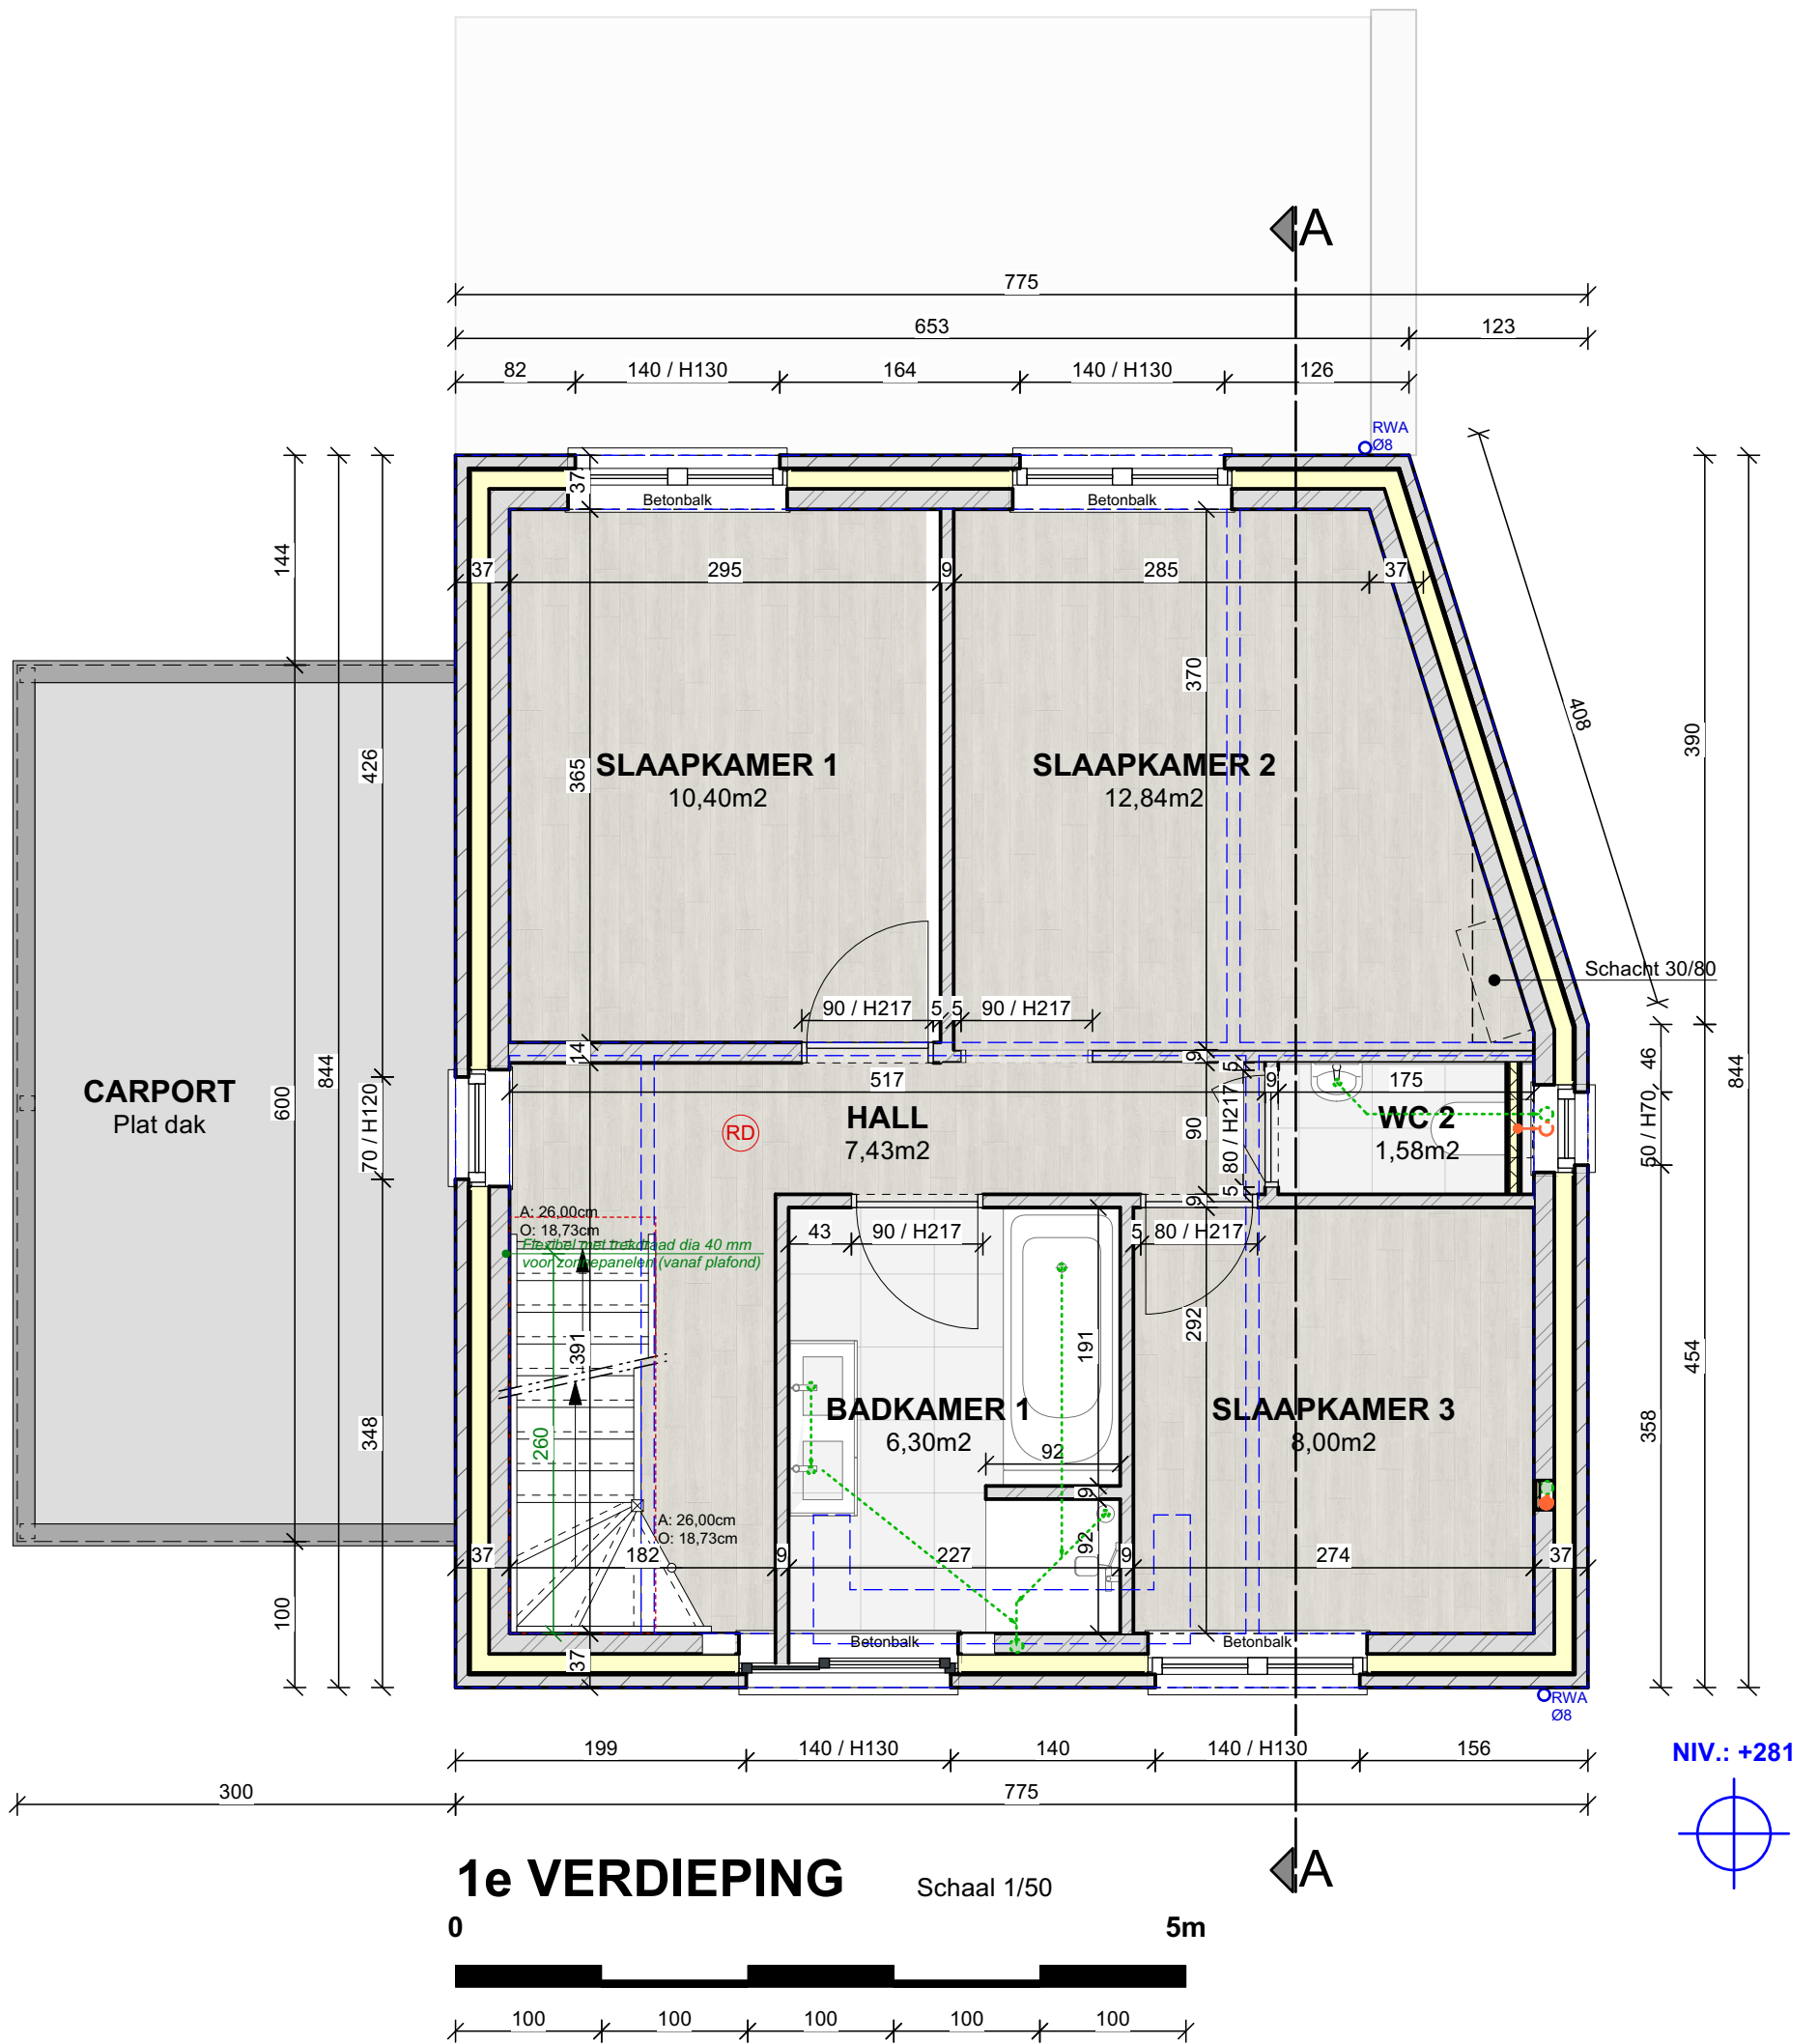 A
775
653
123
82
140 / H130
164
140 / H130
126
RWA
Ø8
37
Betonbalk
Betonbalk
144
37
295
9
285
37
370
408
390
426
365
844
600
844
SLAAPKAMER 1
10,40m2
SLAAPKAMER 2
12,84m2
Schacht 30/80
90 / H217
5
5
90 / H217
14
9
5
46
517
9
175
CARPORT
Plat dak
70 / H120
RD
HALL
7,43m2
90
80 / H217
WC 2
1,58m2
50 / H70
5
9
A: 26,00cm
O: 18,73cm
Flexibel met trekdraad dia 40 mm
voor zonnepanelen (vanaf plafond)
43
90 / H217
5
80 / H217
292
191
391
260
348
454
358
BADKAMER 1
6,30m2
SLAAPKAMER 3
8,00m2
92
9
92
A: 26,00cm
O: 18,73cm
37
182
9
227
9
274
37
100
37
Betonbalk
Betonbalk
RWA
Ø8
199
140 / H130
140
140 / H130
156
NIV.: +281
300
775
1e VERDIEPING
Schaal 1/50
A
0
5m
100
100
100
100
100